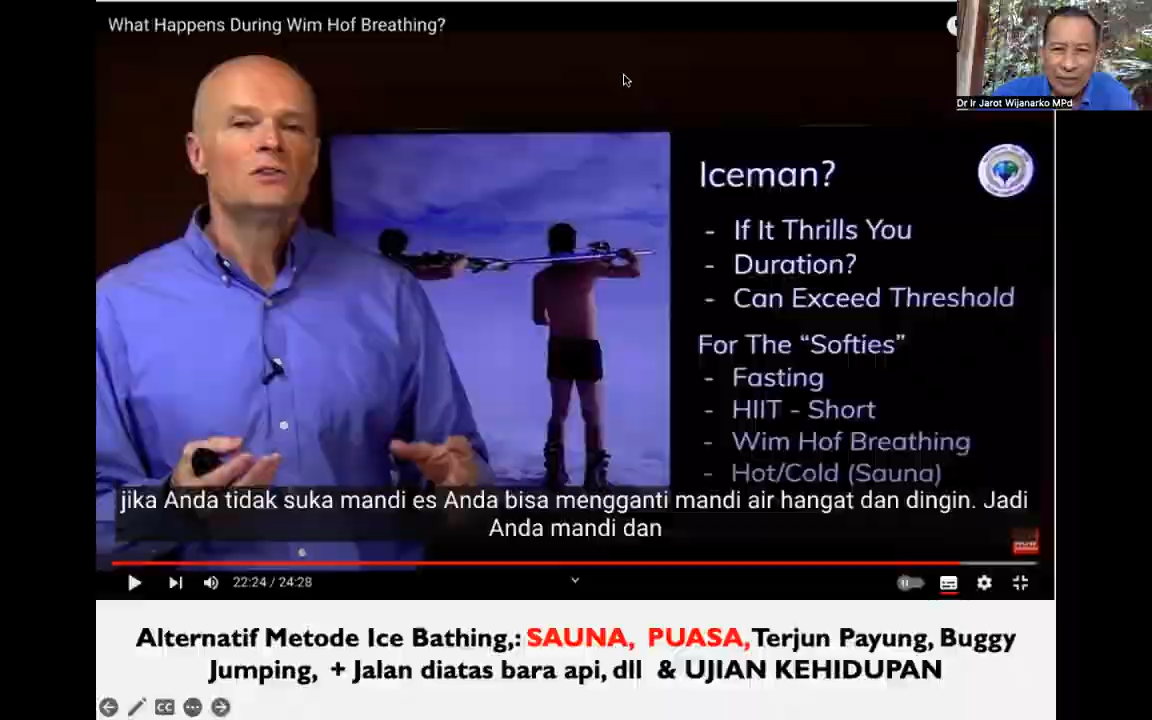 What Happens During Wim Hof Breathing?
Dr Ir Jarot Wijanarko MPd
Iceman?
- If It Thrills You
- Duration?
- Can Exceed Threshold
For The “Softies”
- Fasting
- HIIT - Short
- Wim Hof Breathing
- Hot/Cold (Sauna)
jika Anda tidak suka mandi es Anda bisa mengganti mandi air hangat dan dingin. Jadi
Anda mandi dan
22:24 / 24:28
Alternatif Metode Ice Bathing,: SAUNA, PUASA, Terjun Payung, Buggy
Jumping, + Jalan diatas bara api, dll & UJIAN KEHIDUPAN
CC